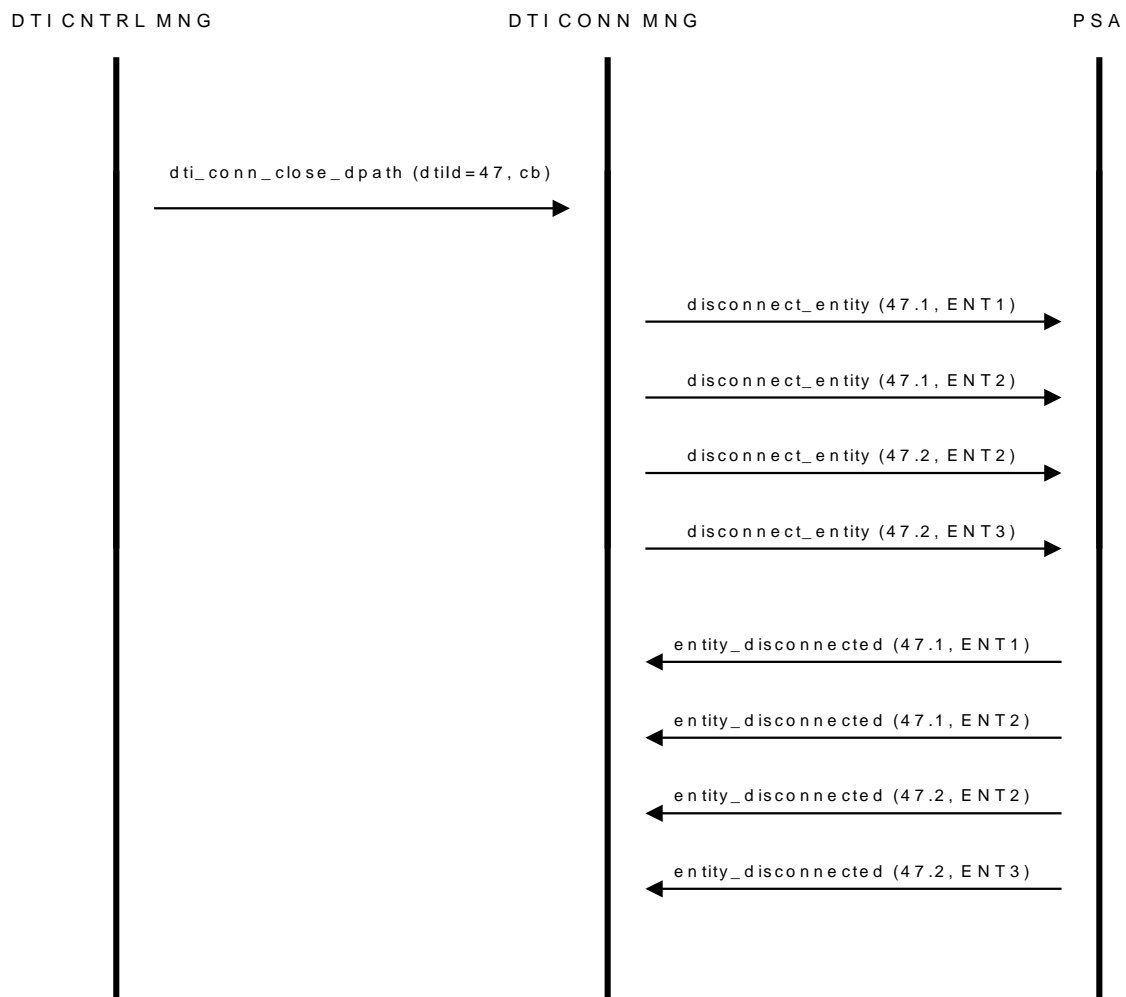 DTI CNTRL MNG DTI CONN MNG PSA
dti_conn_close_dpath (dtiId=47, cb)
disconnect_entity (47.1, ENT1)
disconnect_entity (47.1, ENT2)
disconnect_entity (47.2, ENT2)
disconnect_entity (47.2, ENT3)
entity_disconnected (47.1, ENT1)
entity_disconnected (47.1, ENT2)
entity_disconnected (47.2, ENT2)
entity_disconnected (47.2, ENT3)